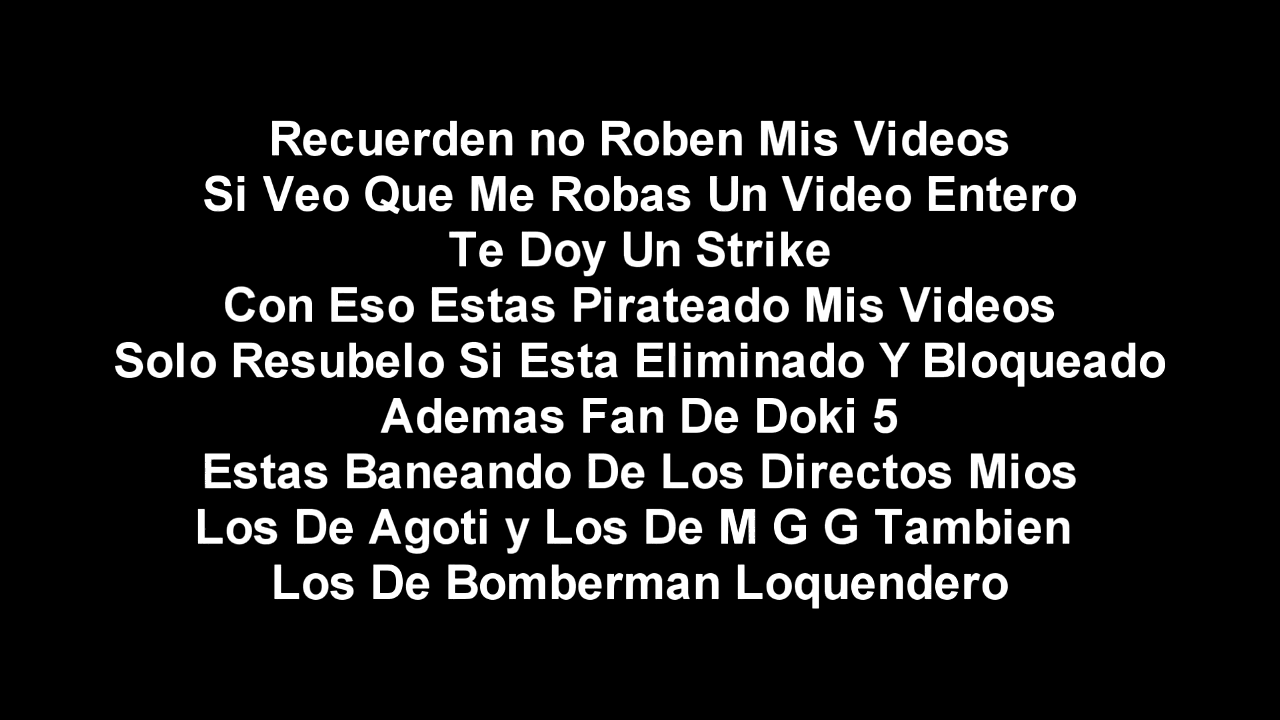 Recuerden no Roben Mis Videos
Si Veo Que Me Robas Un Video Entero
Te Doy Un Strike
Con Eso Estas Pirateado Mis Videos
Solo Resubelo Si Esta Eliminado Y Bloqueado
Ademas Fan De Doki 5
Estas Baneando De Los Directos Mios
Los De Agoti y Los De M G G Tambien
Los De Bomberman Loquendero